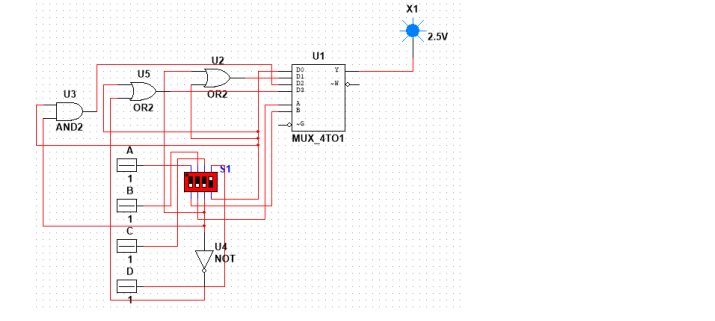 X1
2.5V
U1
U2
U5
D0
D1
D2
D3
Y
~W
U3
OR2
OR2
A
B
AND2
~G
MUX_4TO1
A
1
S1
B
1
C
1
U4
NOT
D
1